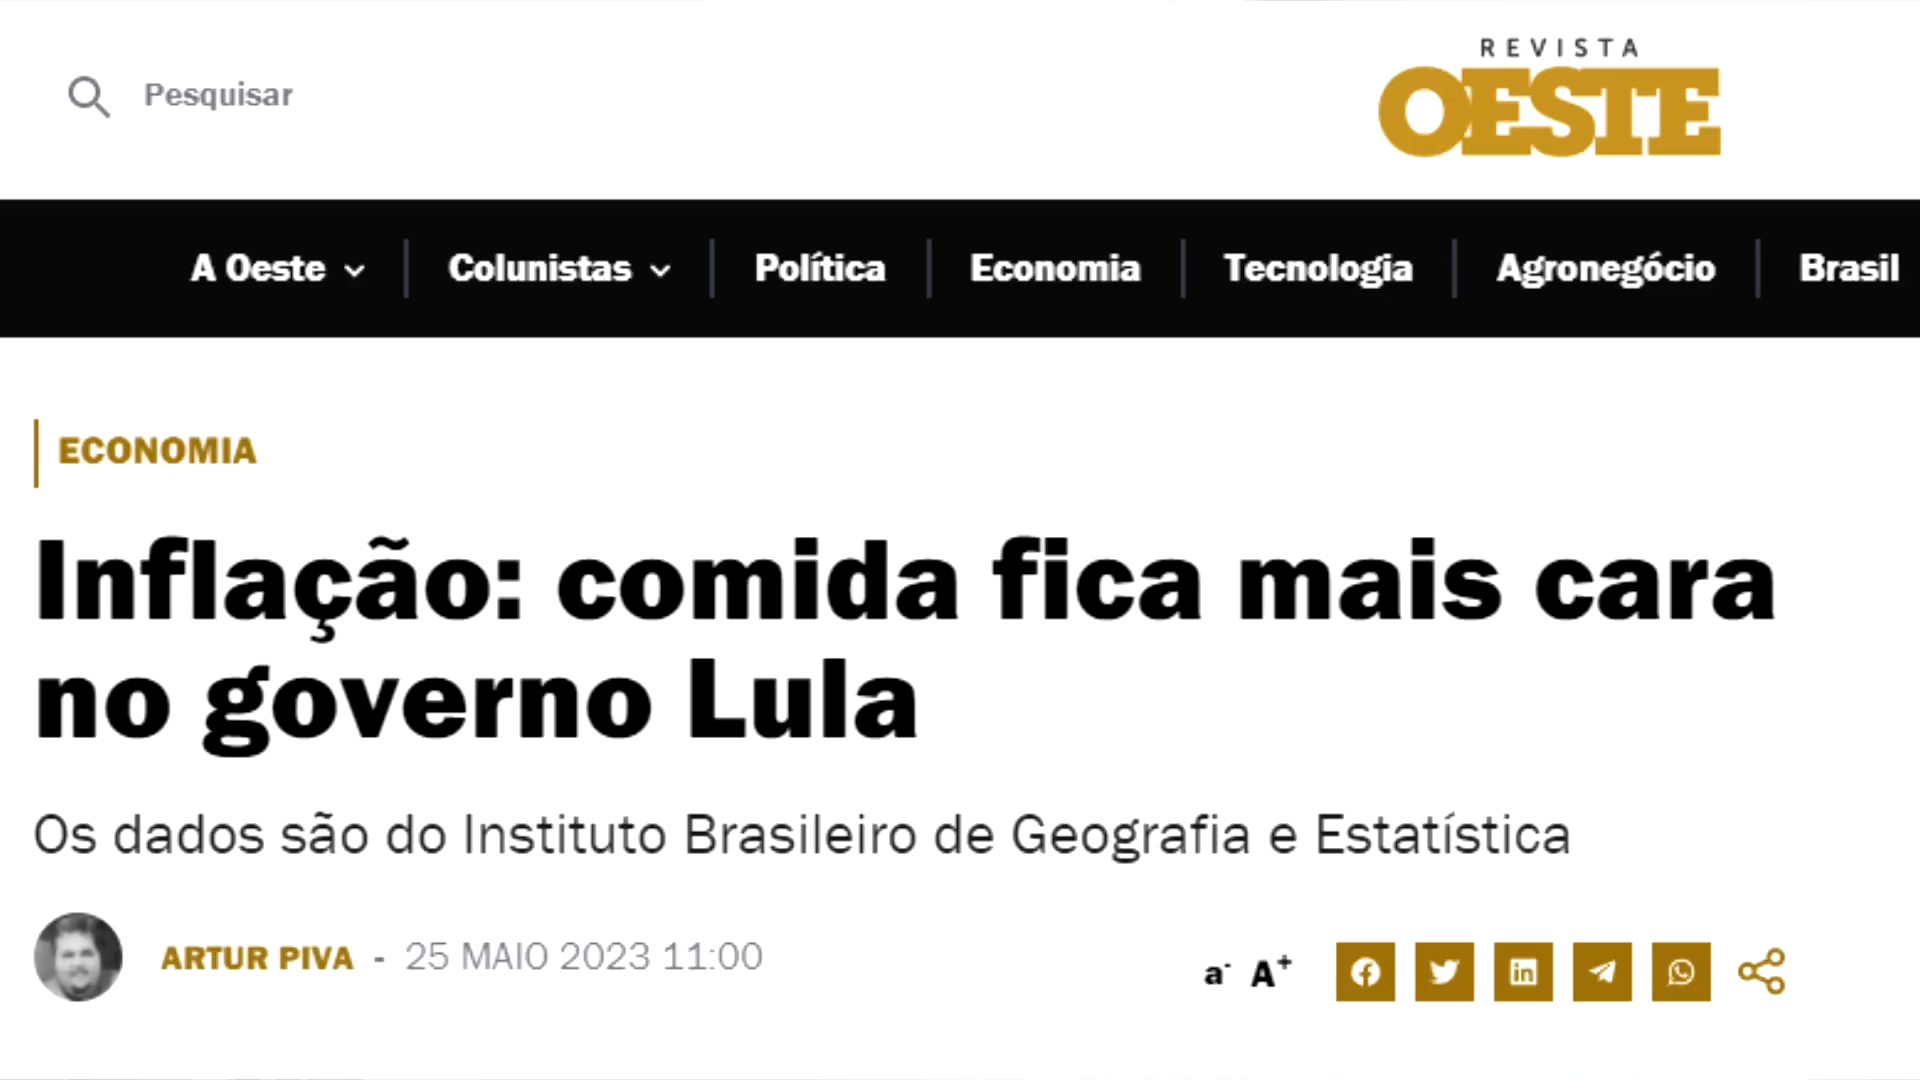 Pesquisar
REVISTA
OESTE
A Oeste Colunistas Política Economia Tecnologia Agronegócio Brasil
ECONOMIA
Inflação: comida fica mais cara
no governo Lula
Os dados são do Instituto Brasileiro de Geografia e Estatística
ARTUR PIVA - 25 MAIO 2023 11:00
a- A+